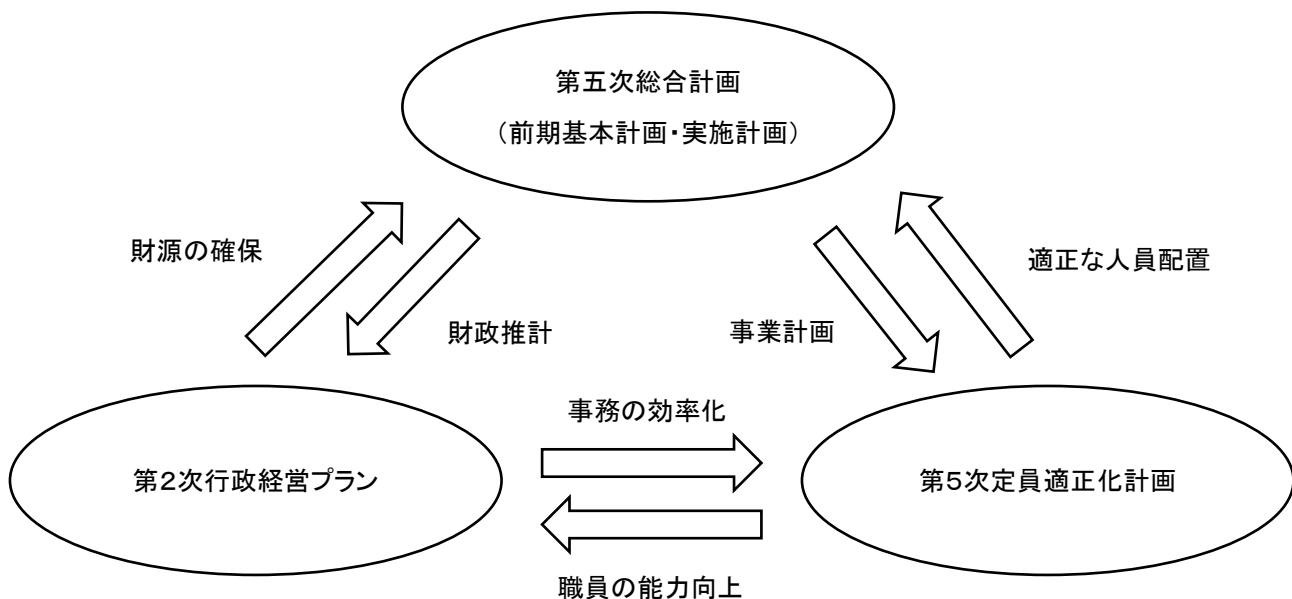 第五次総合計画
(前期基本計画・実施計画)
財源の確保
適正な人員配置
財政推計
事業計画
事務の効率化
第2次行政経営プラン
第5次定員適正化計画
職員の能力向上